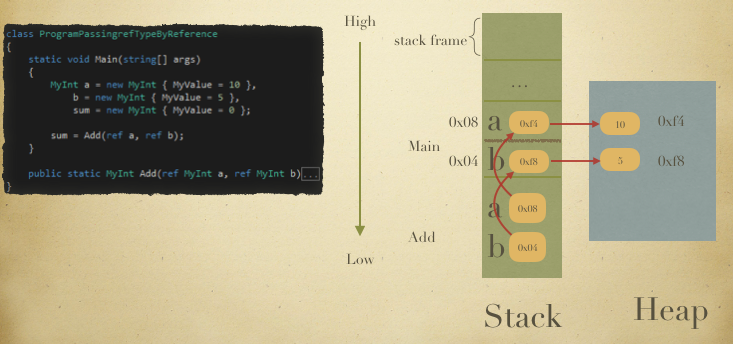 class ProgramPassingrefTypeByReference
{
static void Main(string[] args)
{
MyInt a = new MyInt { MyValue = 10 },
b = new MyInt { MyValue = 5 },
sum = new MyInt { MyValue = 0 };
sum = Add(ref a, ref b);
}
public static MyInt Add(ref MyInt a, ref MyInt b)...
}
High
Low
stack frame
...
0x08 a 0xf4 10 0xf4
Main
0x04 b 0xf8 5 0xf8
a 0x08
Add
b 0x04
Stack
Heap